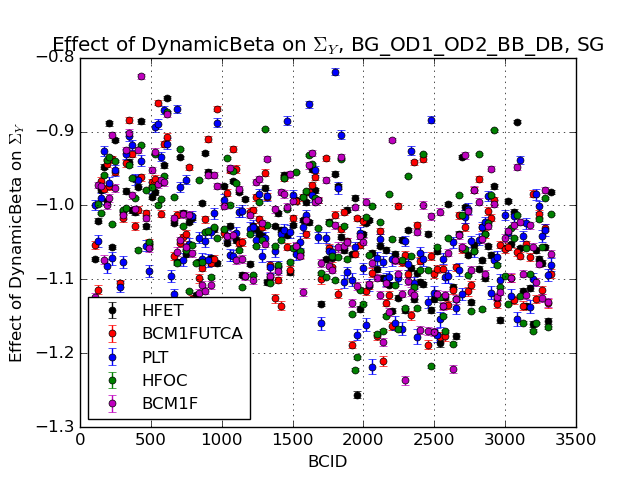 Effect of DynamicBeta on Σ_Y, BG_OD1_OD2_BB_DB, SG
Effect of DynamicBeta on Σ_Y
−0.8
−0.9
−1.0
−1.1
−1.2
−1.3
HFET
BCM1FUTCA
PLT
HFOC
BCM1F
0 500 1000 1500 2000 2500 3000 3500
BCID